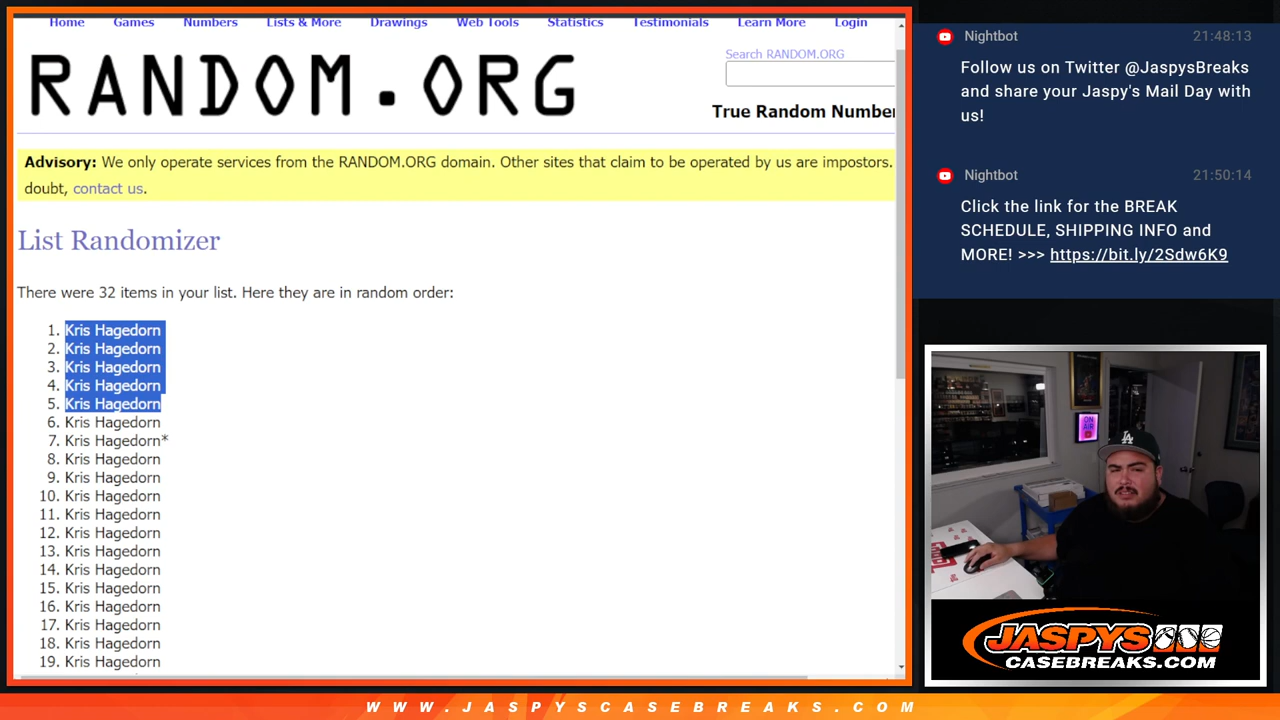 Home Games Numbers Lists & More Drawings Web Tools Statistics Testimonials Learn More Login
RANDOM.ORG
Search RANDOM.ORG
True Random Number
Advisory: We only operate services from the RANDOM.ORG domain. Other sites that claim to be operated by us are impostors.
doubt, contact us.
List Randomizer
There were 32 items in your list. Here they are in random order:
1. Kris Hagedorn
2. Kris Hagedorn
3. Kris Hagedorn
4. Kris Hagedorn
5. Kris Hagedorn
6. Kris Hagedorn
7. Kris Hagedorn*
8. Kris Hagedorn
9. Kris Hagedorn
10. Kris Hagedorn
11. Kris Hagedorn
12. Kris Hagedorn
13. Kris Hagedorn
14. Kris Hagedorn
15. Kris Hagedorn
16. Kris Hagedorn
17. Kris Hagedorn
18. Kris Hagedorn
19. Kris Hagedorn
Nightbot 21:48:13
Follow us on Twitter @JaspysBreaks
and share your Jaspy's Mail Day with
us!
Nightbot 21:50:14
Click the link for the BREAK
SCHEDULE, SHIPPING INFO and
MORE! >>> https://bit.ly/2Sdw6K9
ON
AIR
LA
JASPYS
CASEBREAKS.COM
WWW.JASPYSCASEBREAKS.COM